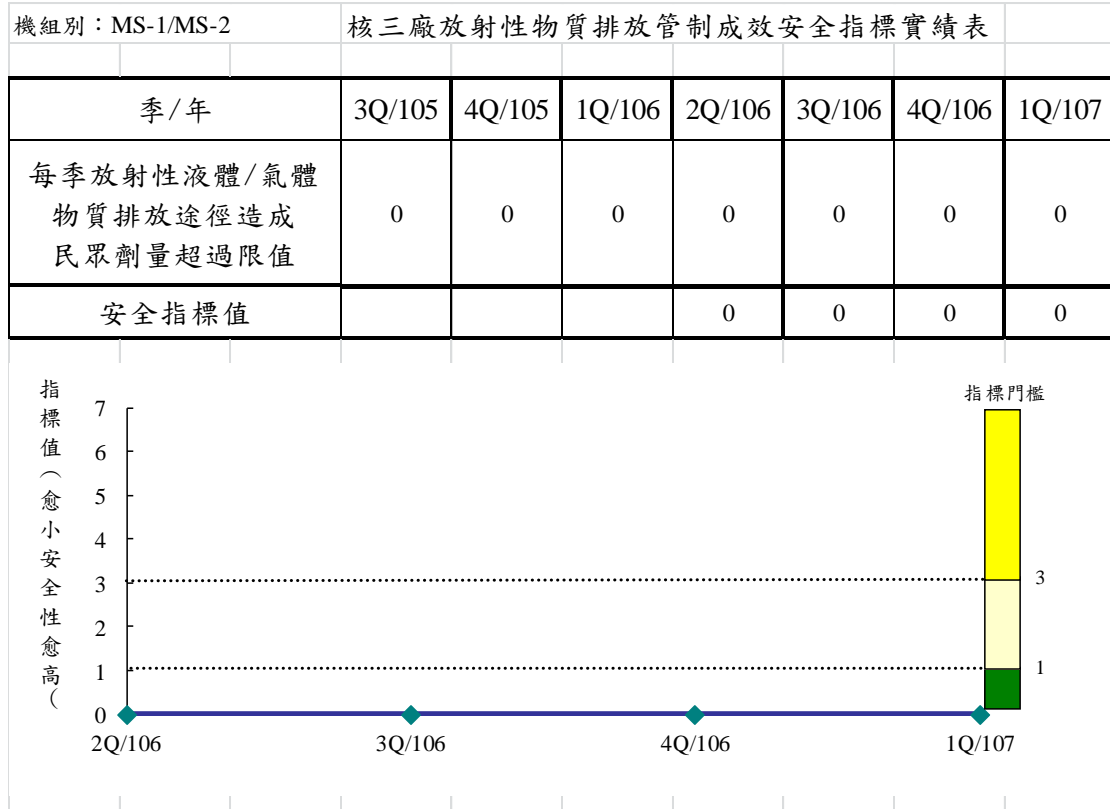 機組別：MS-1/MS-2 核三廠放射性物質排放管制成效安全指標實績表
季/年 3Q/105 4Q/105 1Q/106 2Q/106 3Q/106 4Q/106 1Q/107
每季放射性液體/氣體
物質排放途徑造成
民眾劑量超過限值
0 0 0 0 0 0 0
安全指標值 0 0 0 0
指標值（愈小安全性愈高（
指標門檻
7
6
5
4
3
2
1
0
3
1
2Q/106 3Q/106 4Q/106 1Q/107